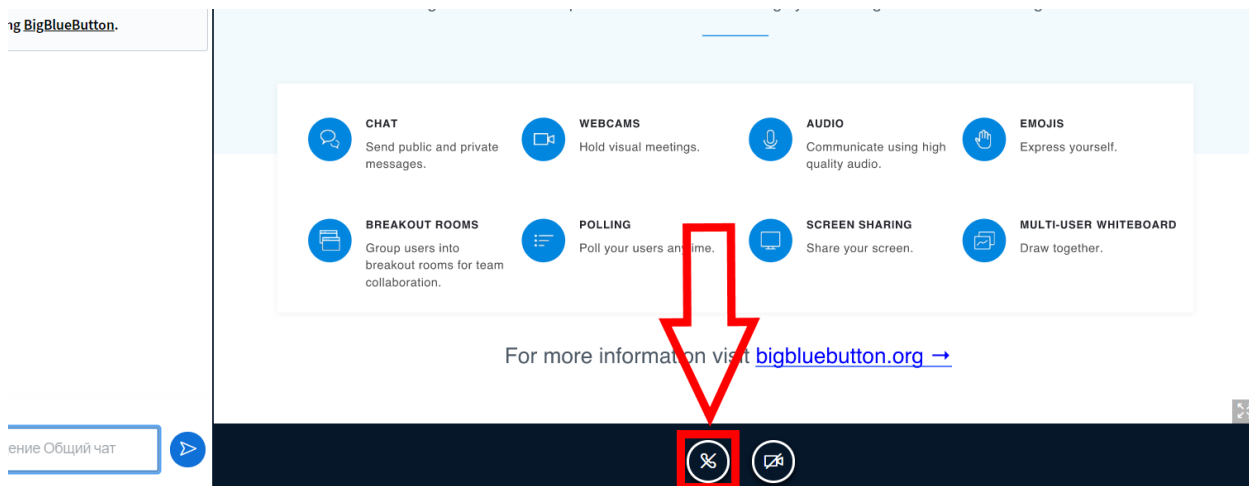 ng BigBlueButton.
CHAT
Send public and private
messages.
WEBCAMS
Hold visual meetings.
AUDIO
Communicate using high
quality audio.
EMOJIS
Express yourself.
BREAKOUT ROOMS
Group users into
breakout rooms for team
collaboration.
POLLING
Poll your users anytime.
SCREEN SHARING
Share your screen.
MULTI-USER WHITEBOARD
Draw together.
For more information visit bigbluebutton.org →
ение Общий чат